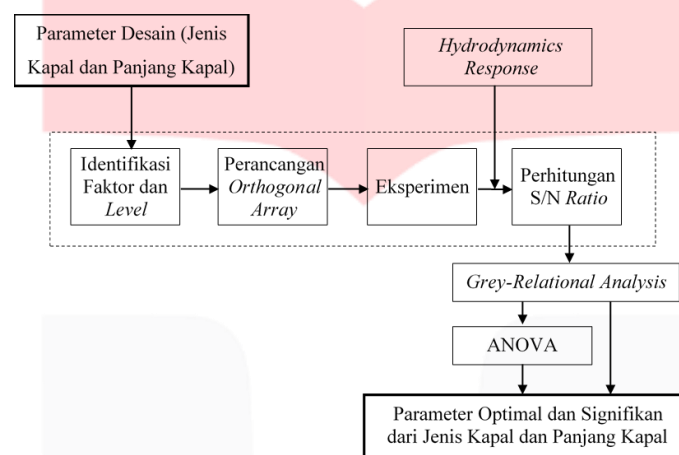 Parameter Desain (Jenis
Kapal dan Panjang Kapal)
Hydrodynamics
Response
Identifikasi
Faktor dan
Level
Perancangan
Orthogonal
Array
Eksperimen
Perhitungan
S/N Ratio
Grey-Relational Analysis
ANOVA
Parameter Optimal dan Signifikan
dari Jenis Kapal dan Panjang Kapal